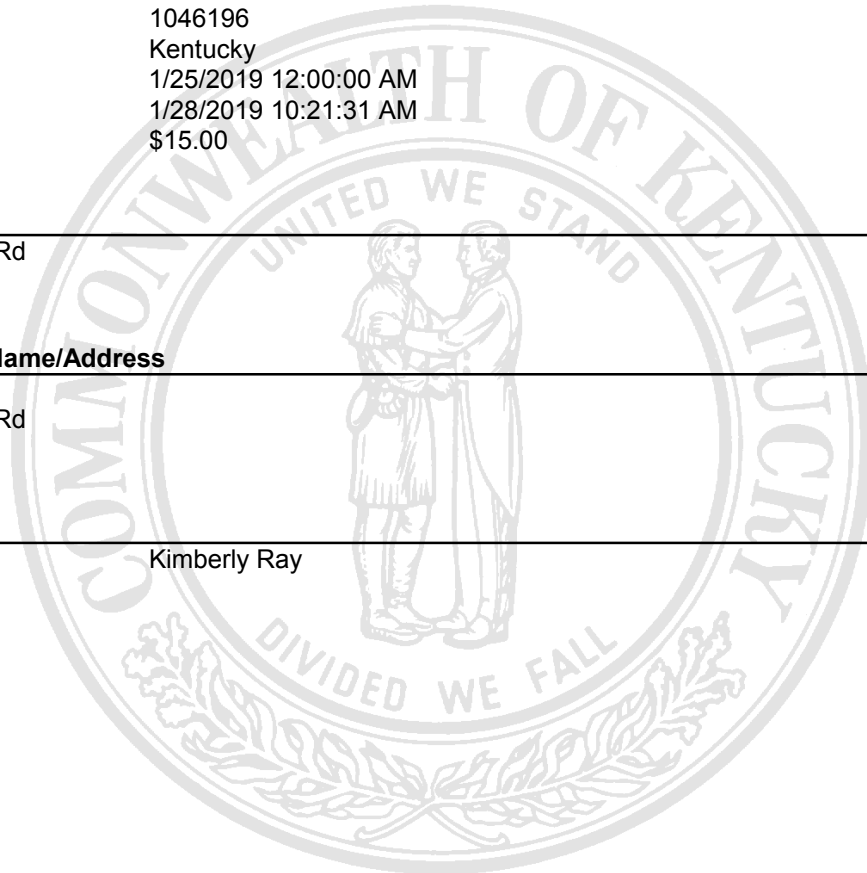 1046196
Kentucky
1/25/2019 12:00:00 AM
1/28/2019 10:21:31 AM
$15.00
COMMONWEALTH OF KENTUCKY
UNITED WE STAND
Rd
Name/Address
Rd
Kimberly Ray
DIVIDED WE FALL